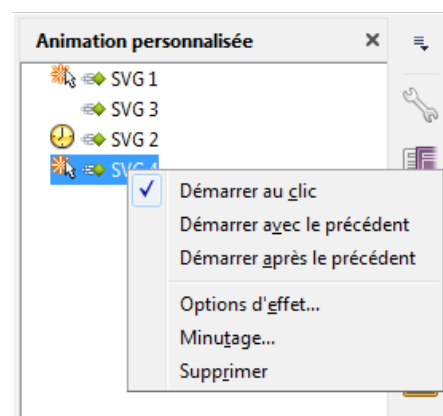 Animation personnalisée
SVG 1
SVG 3
SVG 2
SVG 4
Démarrer au clic
Démarrer avec le précédent
Démarrer après le précédent
Options d'effet...
Minutage...
Supprimer